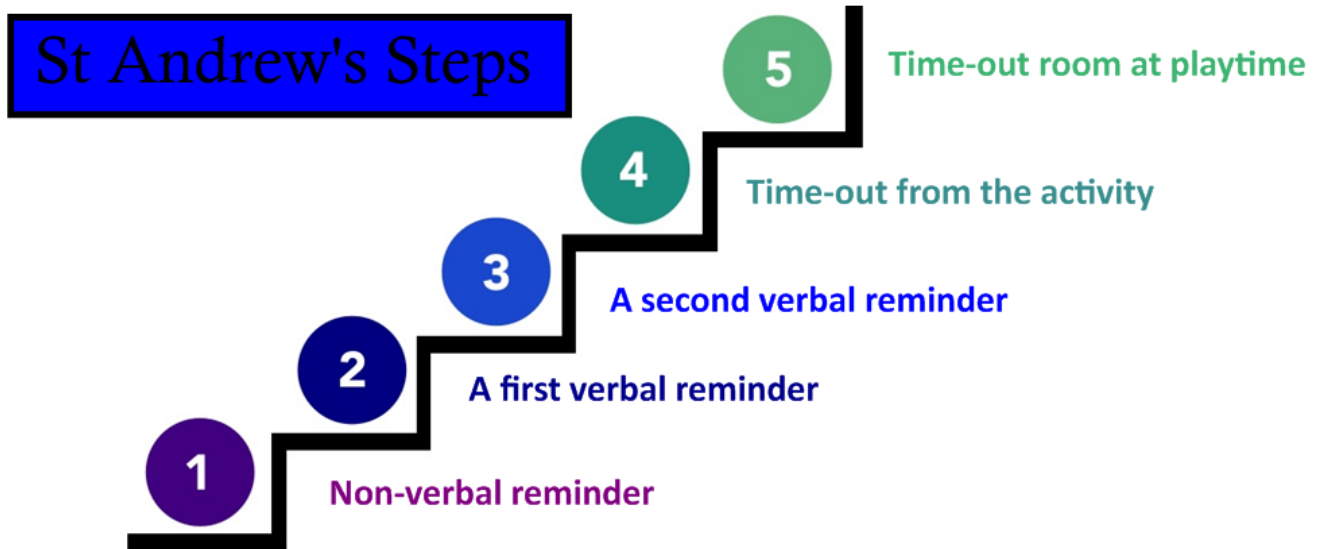 St Andrew's Steps
5
Time-out room at playtime
4
Time-out from the activity
3
A second verbal reminder
2
A first verbal reminder
1
Non-verbal reminder